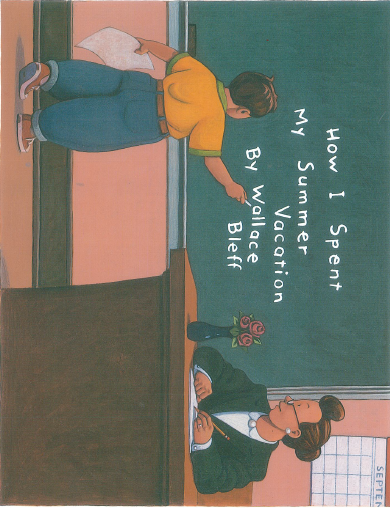 How I Spent
My Summer
Vacation
By Wallace
Bleff
SEPTEM